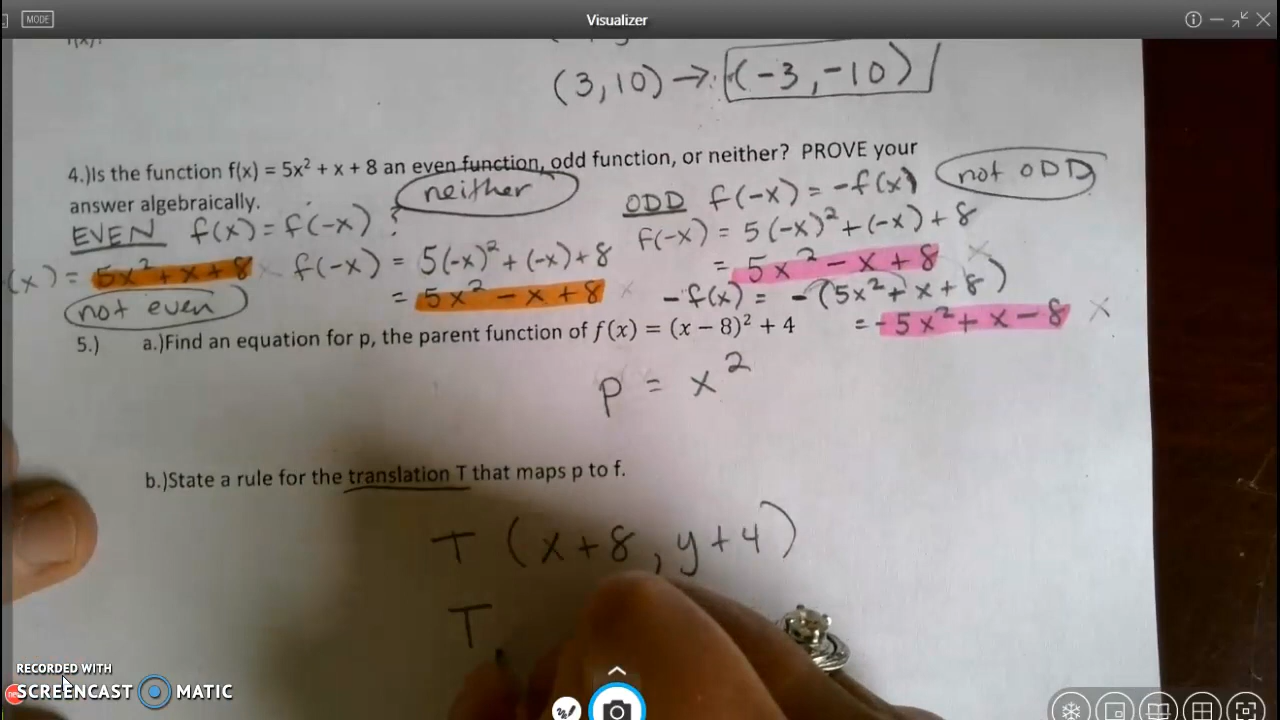 MODE
Visualizer
(3,10) → (-3,-10)
4.)Is the function f(x) = 5x² + x + 8 an even function, odd function, or neither? PROVE your
answer algebraically.
neither
not ODD
EVEN f(x) = f(-x) ?
(x) = 5x² + x + 8 x
f(-x) = 5(-x)² + (-x) + 8
= 5x² - x + 8 x
not even
ODD f(-x) = -f(x)
f(-x) = 5(-x)² + (-x) + 8
= 5x² - x + 8 x
-f(x) = -(5x² + x + 8)
= -5x² + x - 8 x
5.) a.)Find an equation for p, the parent function of f(x) = (x − 8)² + 4
p = x²
b.)State a rule for the translation T that maps p to f.
T (x+8, y+4)
T
RECORDED WITH
SCREENCAST MATIC